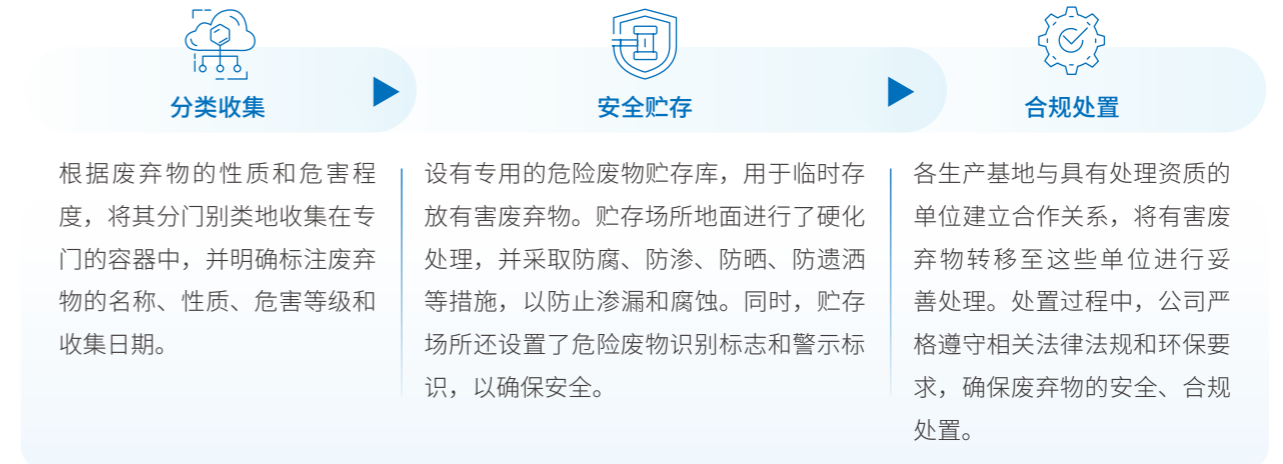 分类收集
根据废弃物的性质和危害程
度，将其分门别类地收集在专
门的容器中，并明确标注废弃
物的名称、性质、危害等级和
收集日期。
安全贮存
设有专用的危险废物贮存库，用于临时存
放有害废弃物。贮存场所地面进行了硬化
处理，并采取防腐、防渗、防晒、防遗洒
等措施，以防止渗漏和腐蚀。同时，贮存
场所还设置了危险废物识别标志和警示标
识，以确保安全。
合规处置
各生产基地与具有处理资质的
单位建立合作关系，将有害废
弃物转移至这些单位进行妥
善处理。处置过程中，公司严
格遵守相关法律法规和环保要
求，确保废弃物的安全、合规
处置。